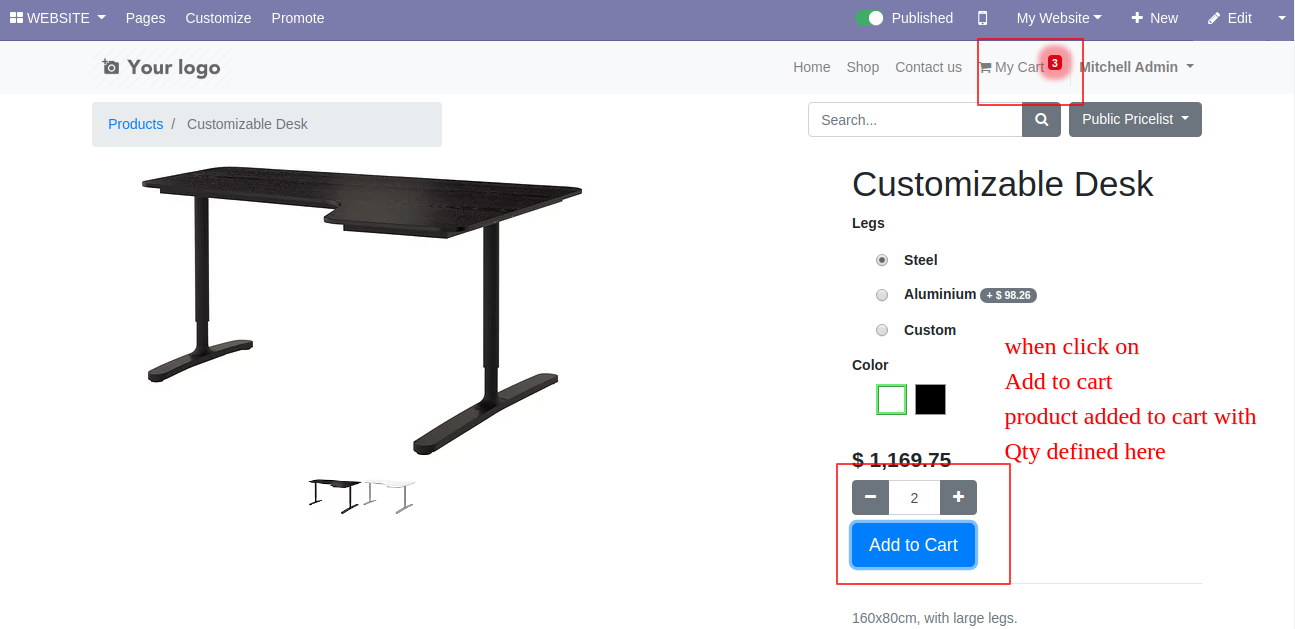 WEBSITE Pages Customize Promote Published My Website New Edit
Your logo Home Shop Contact us My Cart 3 Mitchell Admin
Products / Customizable Desk Search... Public Pricelist
Customizable Desk
Legs
Steel
Aluminium + $ 98.26
Custom
when click on
Color
Add to cart
product added to cart with
Qty defined here
$ 1,169.75
2
Add to Cart
160x80cm, with large legs.